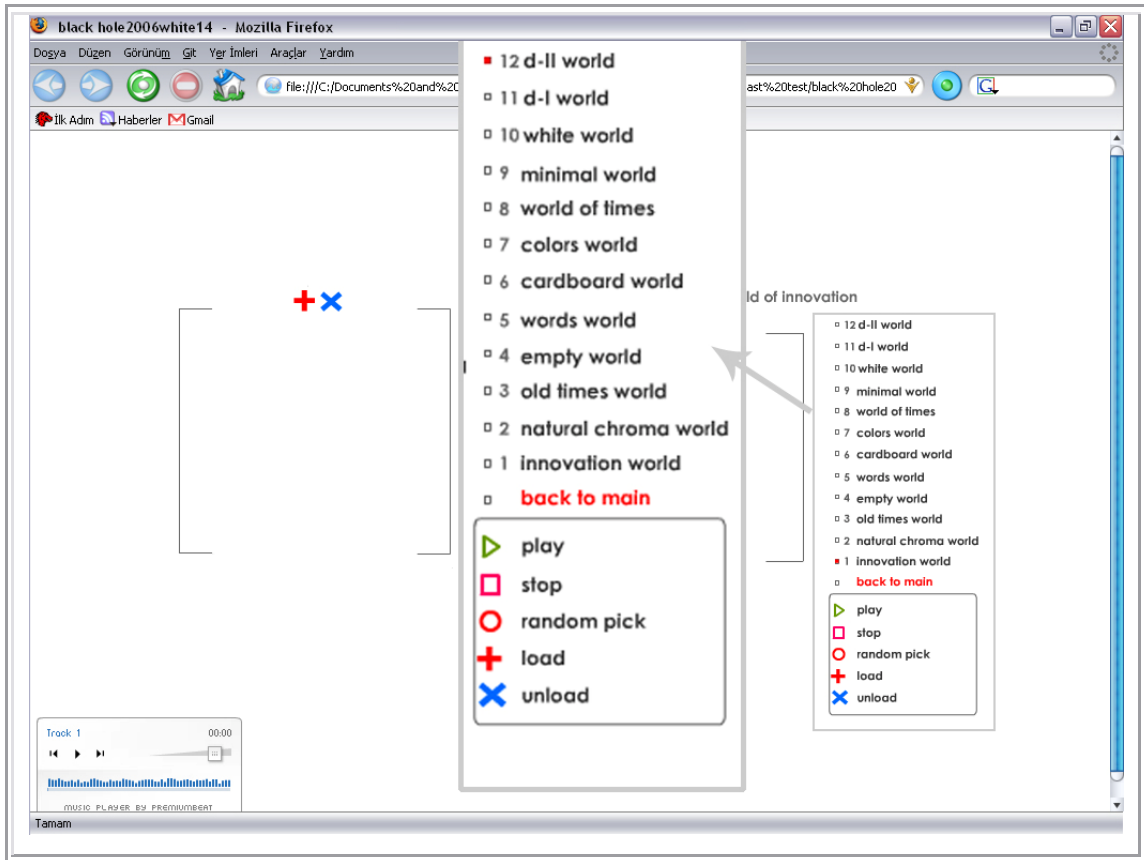 black hole2006white14 - Mozilla Firefox
Dosya Düzen Görünüm Git Yer İmleri Araçlar Yardım
file:///C:/Documents%20and%2C ast%20test/black%20hole20 G
İlk Adım Haberler Gmail
12 d-II world
11 d-I world
10 white world
9 minimal world
8 world of times
7 colors world
6 cardboard world
5 words world
4 empty world
3 old times world
2 natural chroma world
1 innovation world
back to main
play
stop
random pick
load
unload
ld of innovation
12 d-II world
11 d-I world
10 white world
9 minimal world
8 world of times
7 colors world
6 cardboard world
5 words world
4 empty world
3 old times world
2 natural chroma world
1 innovation world
back to main
play
stop
random pick
load
unload
Track 1 00:00
MUSIC PLAYER BY PREMIUMBEAT
Tamam